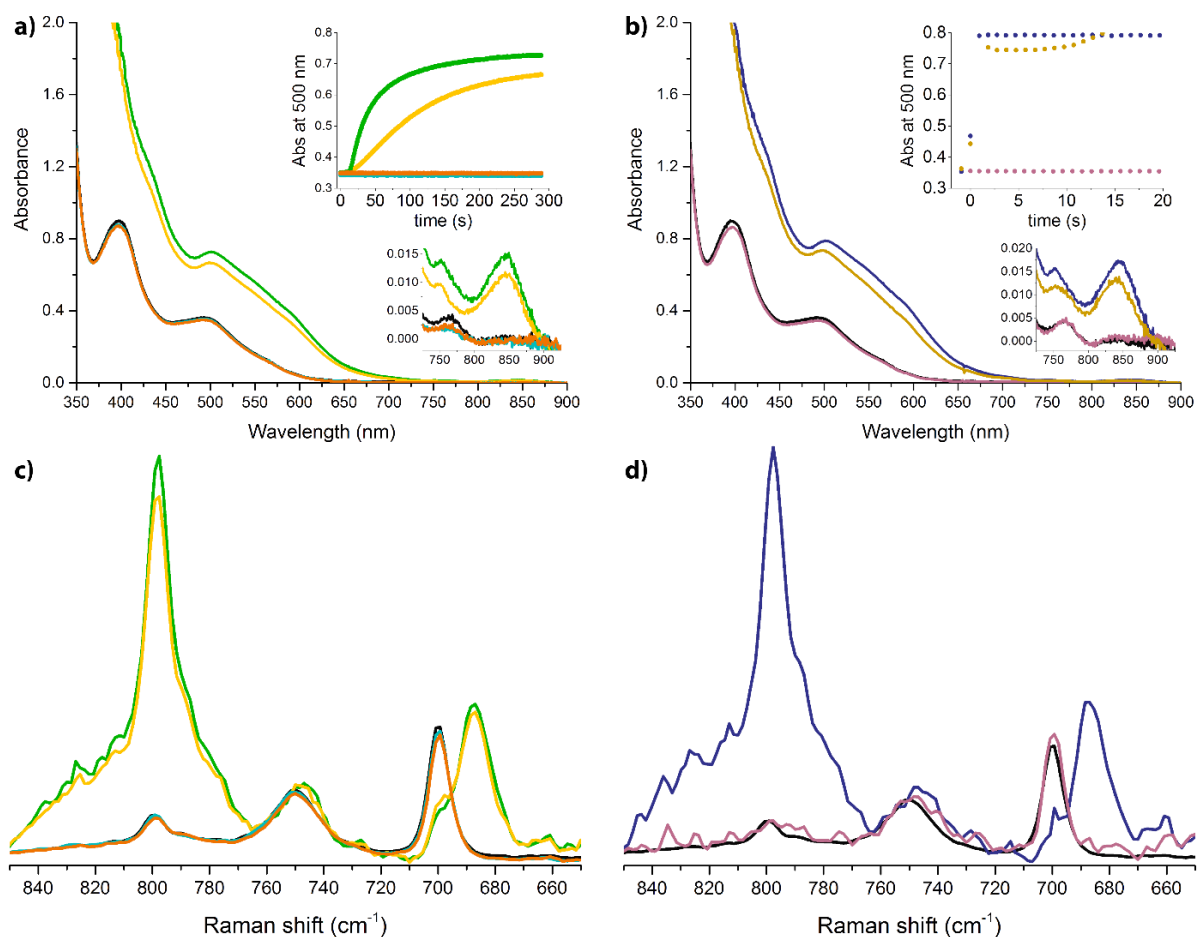 a)
2.0
1.6
1.2
0.8
0.4
0.0
Absorbance
350 400 450 500 550 600 650 700 750 800 850 900
Wavelength (nm)
0.8
0.7
0.6
0.5
0.4
0.3
Abs at 500 nm
0 50 100 150 200 250 300
time (s)
0.015
0.010
0.005
0.000
750 800 850 900
b)
2.0
1.6
1.2
0.8
0.4
0.0
Absorbance
350 400 450 500 550 600 650 700 750 800 850 900
Wavelength (nm)
0.8
0.7
0.6
0.5
0.4
0.3
Abs at 500 nm
0 5 10 15 20
time (s)
0.020
0.015
0.010
0.005
0.000
750 800 850 900
c)
840 820 800 780 760 740 720 700 680 660
Raman shift (cm⁻¹)
d)
840 820 800 780 760 740 720 700 680 660
Raman shift (cm⁻¹)